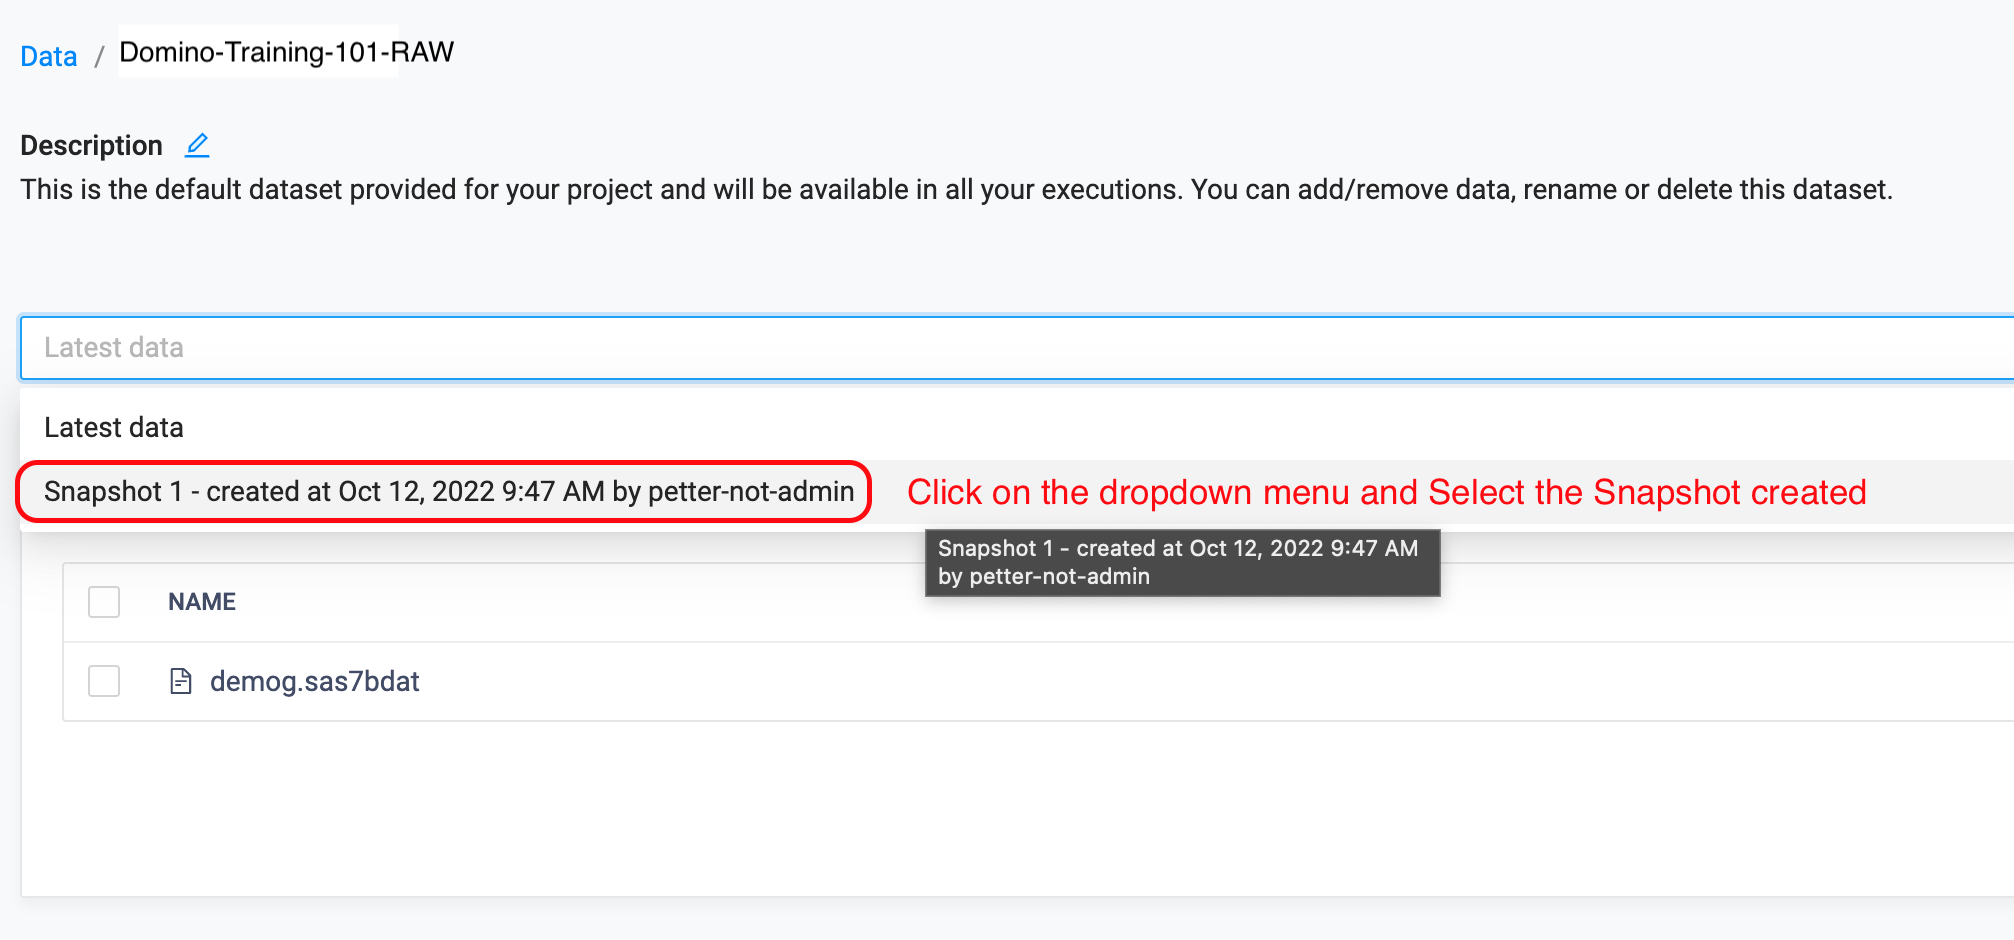 Data / Domino-Training-101-RAW
Description
This is the default dataset provided for your project and will be available in all your executions. You can add/remove data, rename or delete this dataset.
Latest data
Latest data
Snapshot 1 - created at Oct 12, 2022 9:47 AM by petter-not-admin
Click on the dropdown menu and Select the Snapshot created
Snapshot 1 - created at Oct 12, 2022 9:47 AM
by petter-not-admin
NAME
demog.sas7bdat